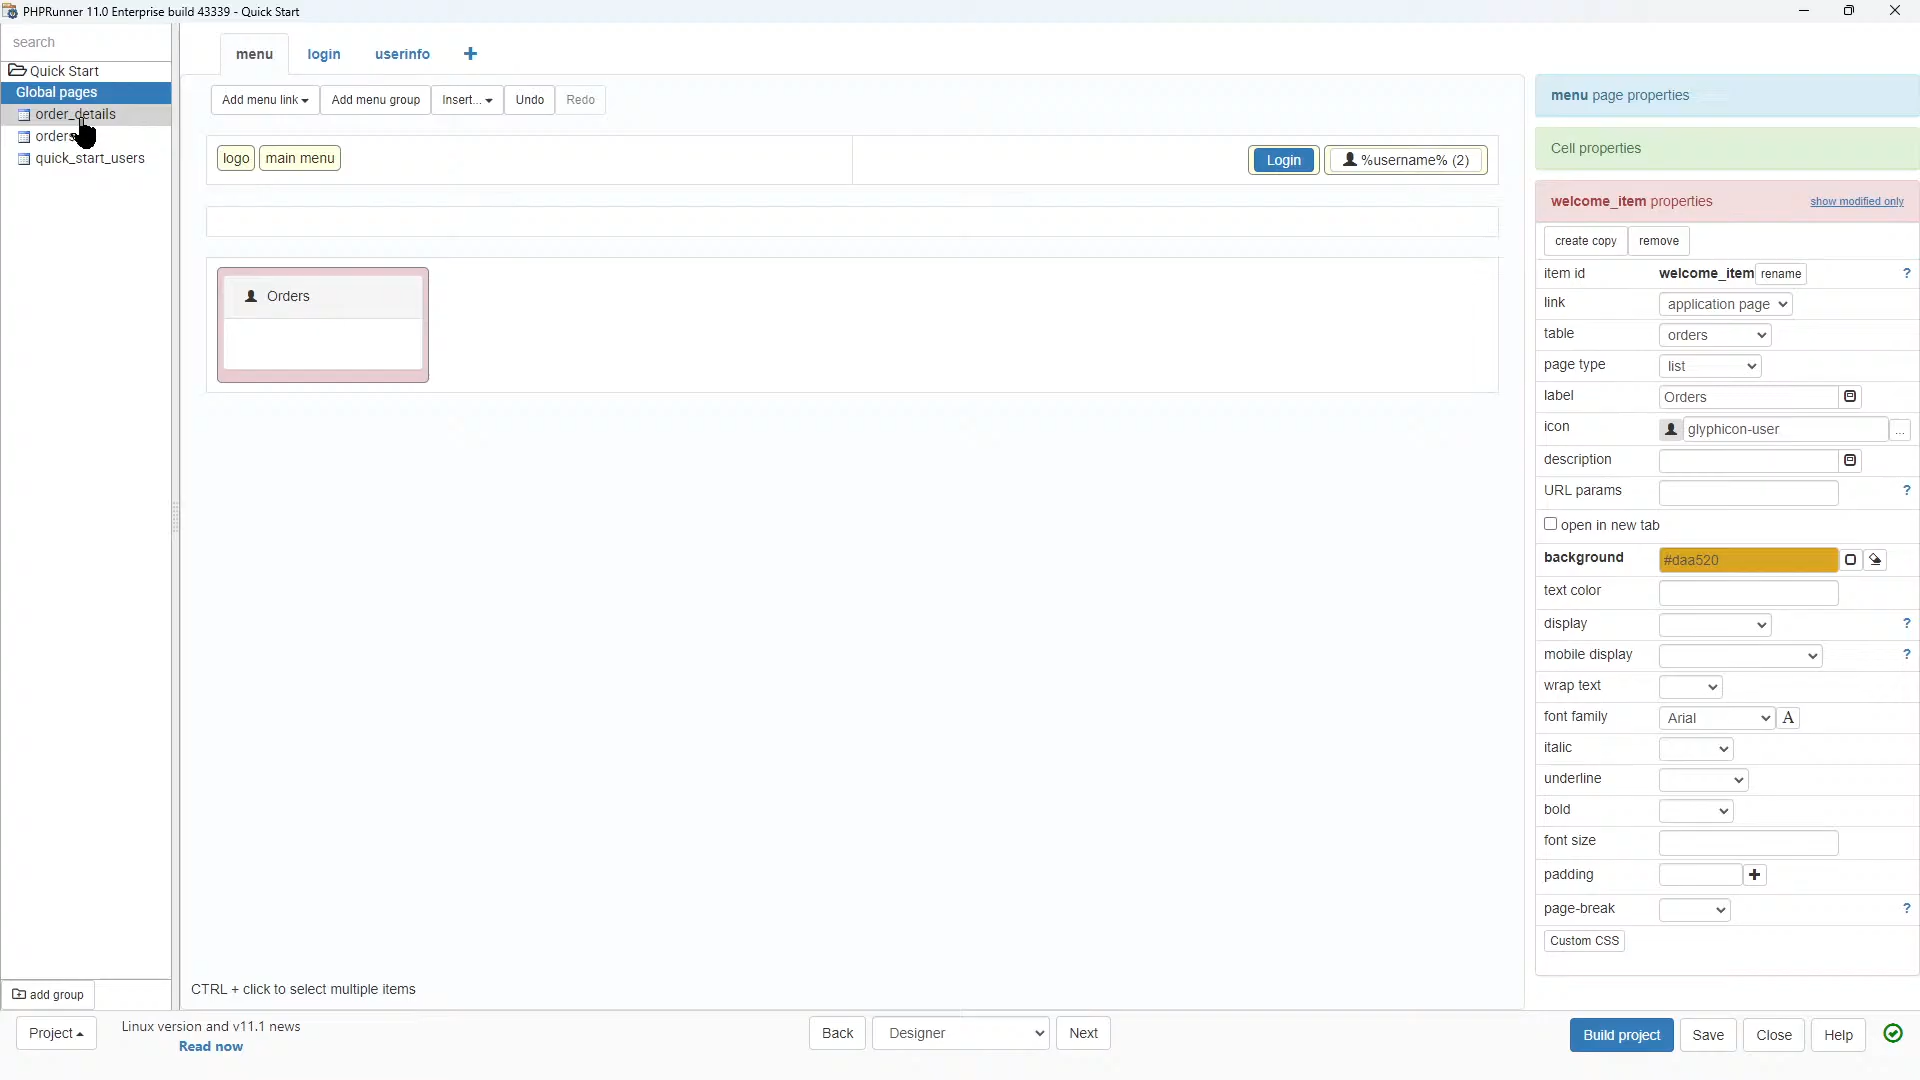 PHPRunner 11.0 Enterprise build 43339 - Quick Start
search
Quick Start
Global pages
order_details
orders
quick_start_users
add group
menu login userinfo
Add menu link Add menu group Insert... Undo Redo
logo main menu Login %username% (2)
Orders
CTRL + click to select multiple items
menu page properties
Cell properties
welcome_item properties show modified only
create copy remove
item id welcome_item rename ?
link application page
table orders
page type list
label Orders
icon glyphicon-user ...
description
URL params ?
open in new tab
background #daa520
text color
display ?
mobile display ?
wrap text
font family Arial A
italic
underline
bold
font size
padding
page-break ?
Custom CSS
Project Linux version and v11.1 news
Read now
Back Designer Next
Build project Save Close Help